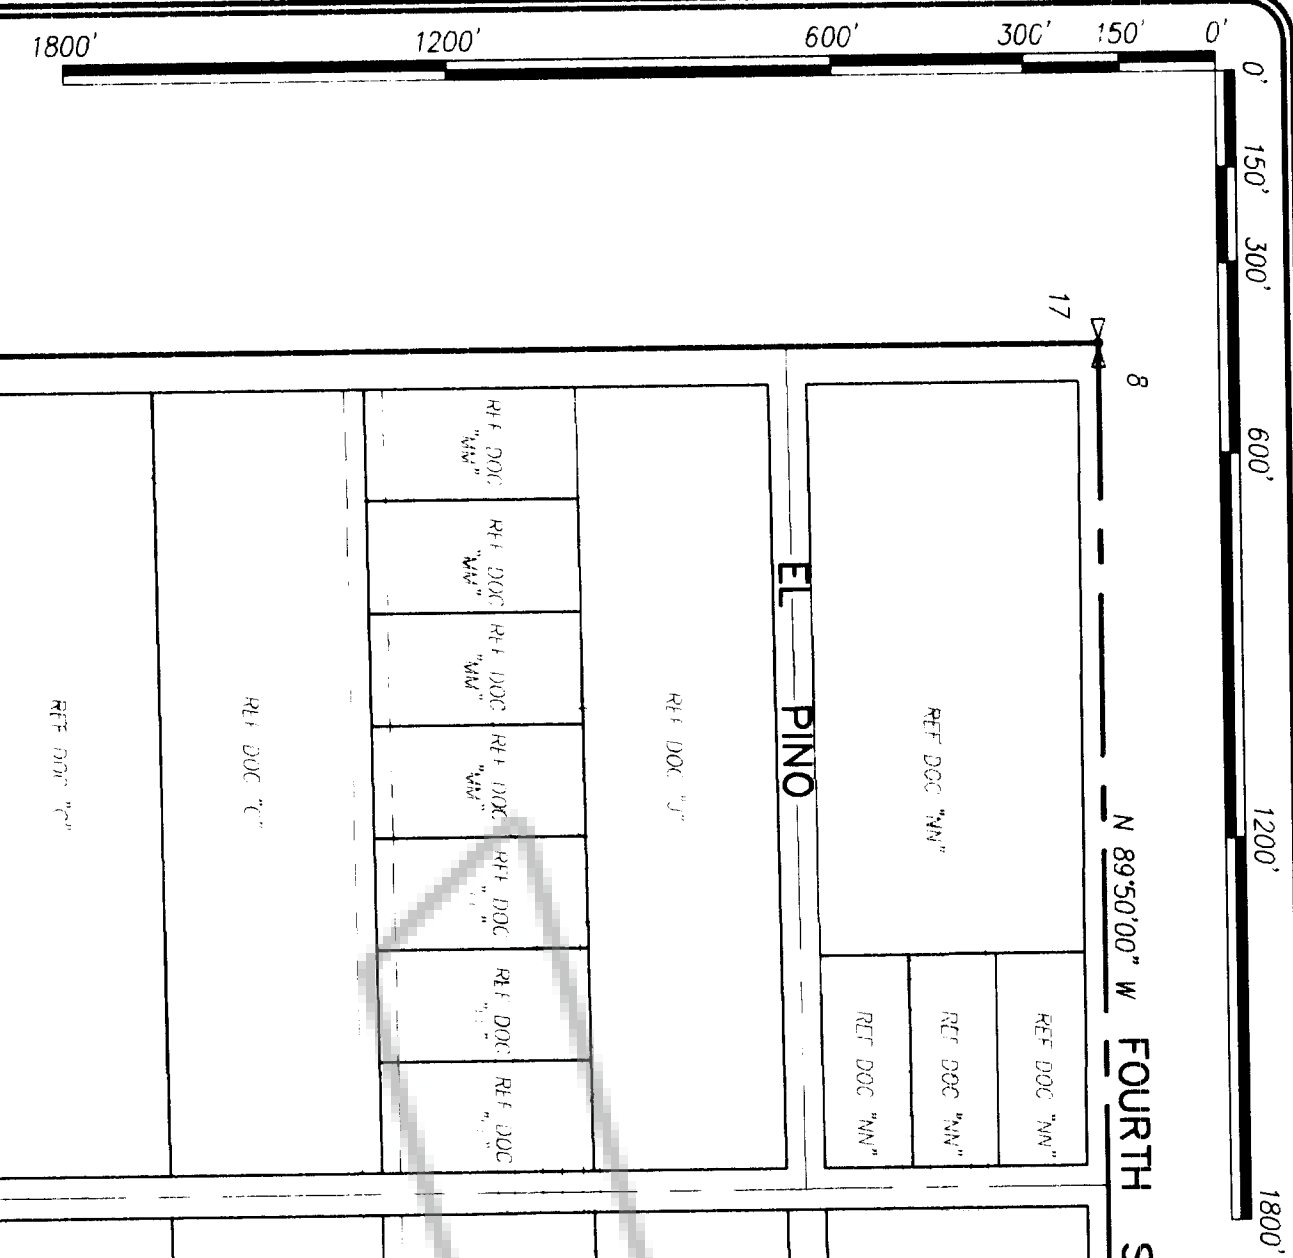 1800' 1200' 600' 300' 150' 0'
0'
150'
300'
600'
1200'
1800'
17
8
N 89°50'00" W FOURTH S
EL PINO
REF DOC "NN"
REF DOC "NN"
REF DOC "NN"
REF DOC "NN"
REF DOC "J"
REF DOC
"MM"
REF DOC
"MM"
REF DOC
"MM"
REF DOC
"MM"
REF DOC
REF DOC
REF DOC
REF DOC "C"
REF DOC